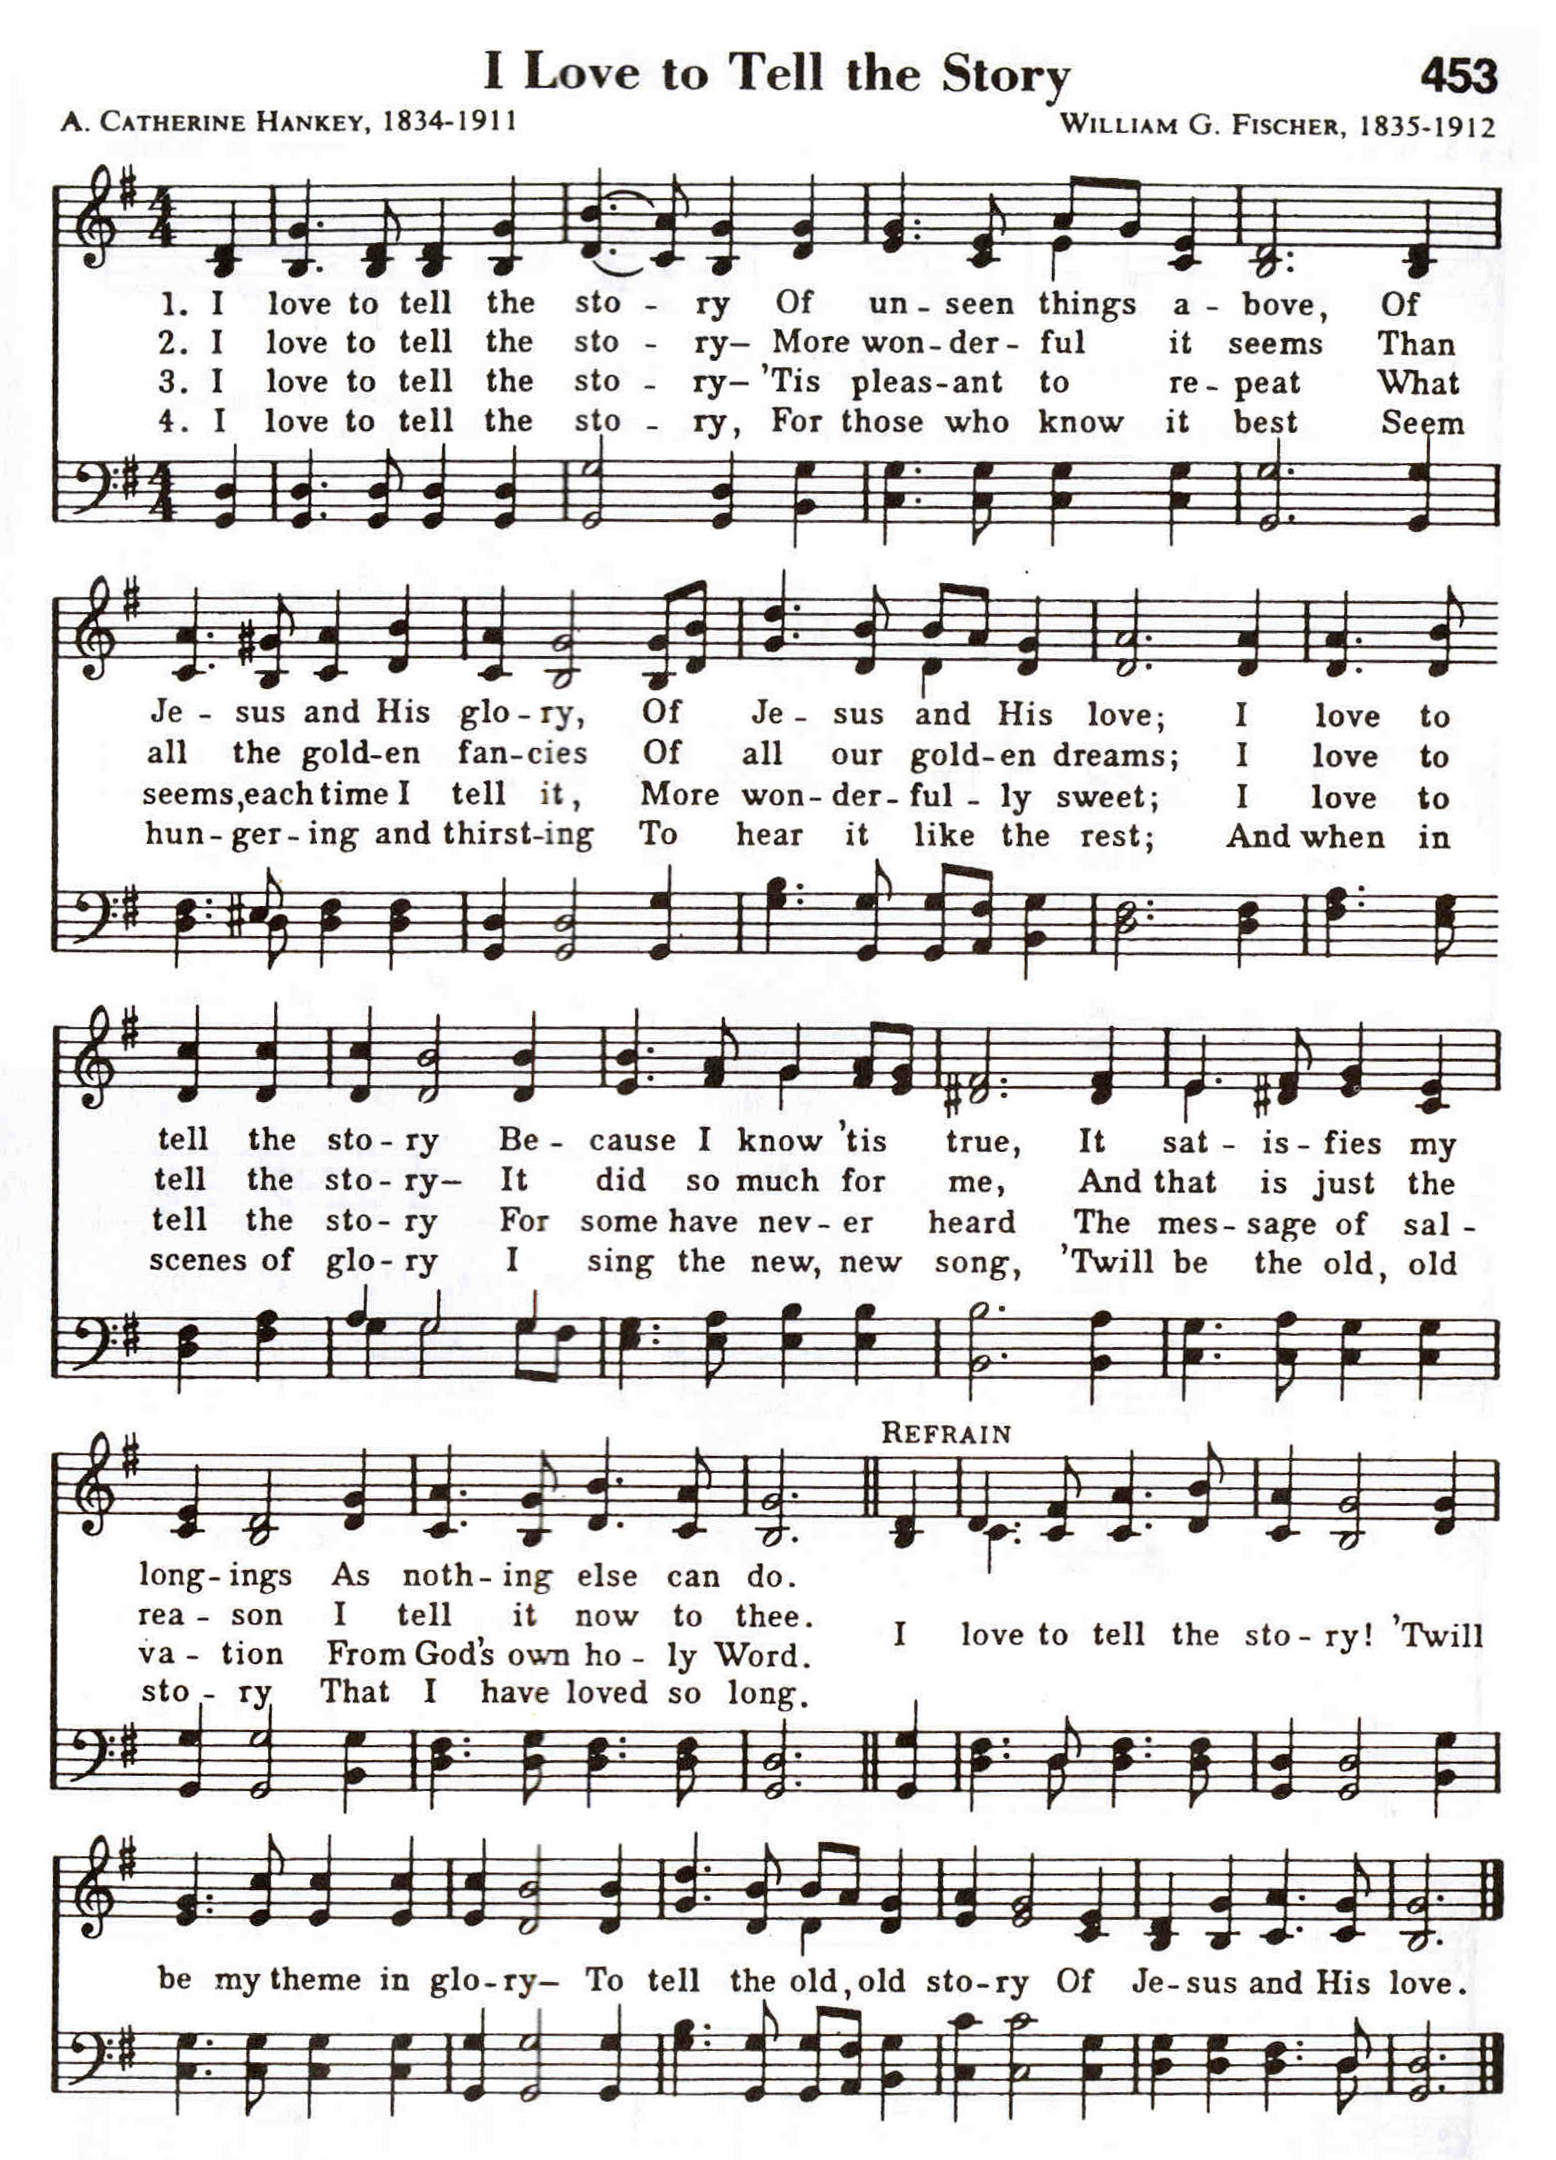 I Love to Tell the Story 453
A. CATHERINE HANKEY, 1834-1911 WILLIAM G. FISCHER, 1835-1912
1. I love to tell the sto - ry Of un - seen things a - bove, Of
2. I love to tell the sto - ry— More won - der - ful it seems Than
3. I love to tell the sto - ry— 'Tis pleas - ant to re - peat What
4. I love to tell the sto - ry, For those who know it best Seem
Je - sus and His glo - ry, Of Je - sus and His love; I love to
all the gold - en fan - cies Of all our gold - en dreams; I love to
seems, each time I tell it, More won - der - ful - ly sweet; I love to
hun - ger - ing and thirst - ing To hear it like the rest; And when in
tell the sto - ry Be - cause I know 'tis true, It sat - is - fies my
tell the sto - ry— It did so much for me, And that is just the
tell the sto - ry For some have nev - er heard The mes - sage of sal -
scenes of glo - ry I sing the new, new song, 'Twill be the old, old
REFRAIN
long - ings As noth - ing else can do.
rea - son I tell it now to thee.
va - tion From God's own ho - ly Word.
sto - ry That I have loved so long.
I love to tell the sto - ry! 'Twill
be my theme in glo - ry— To tell the old, old sto - ry Of Je - sus and His love.